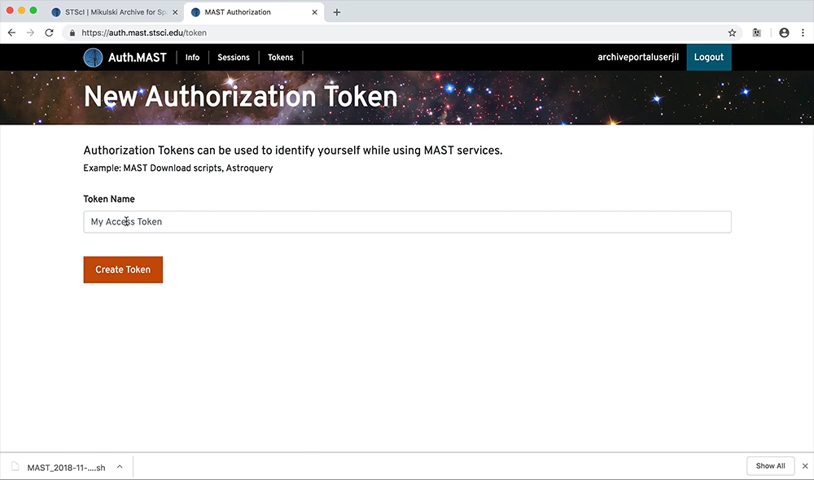 STScI | Mikulski Archive for Sp
MAST Authorization
https://auth.mast.stsci.edu/token
Auth.MAST
Info
Sessions
Tokens
archiveportaluserjil
Logout
New Authorization Token
Authorization Tokens can be used to identify yourself while using MAST services.
Example: MAST Download scripts, Astroquery
Token Name
My Access Token
Create Token
MAST_2018-11-....sh
Show All